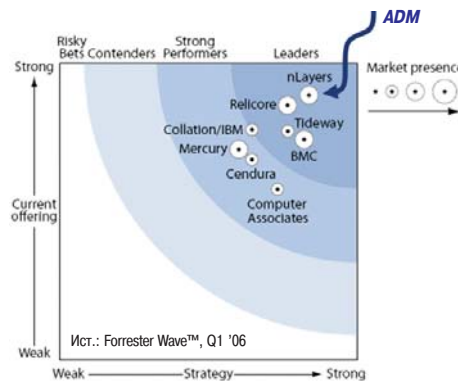 ADM
Risky
Bets Contenders
Strong
Performers
Leaders
Market presence
Strong
nLayers
Relicore
Collation/IBM
Tideway
Mercury
BMC
Cendura
Computer
Associates
Current
offering
Ист.: Forrester Wave™, Q1 '06
Weak
Weak
Strategy
Strong